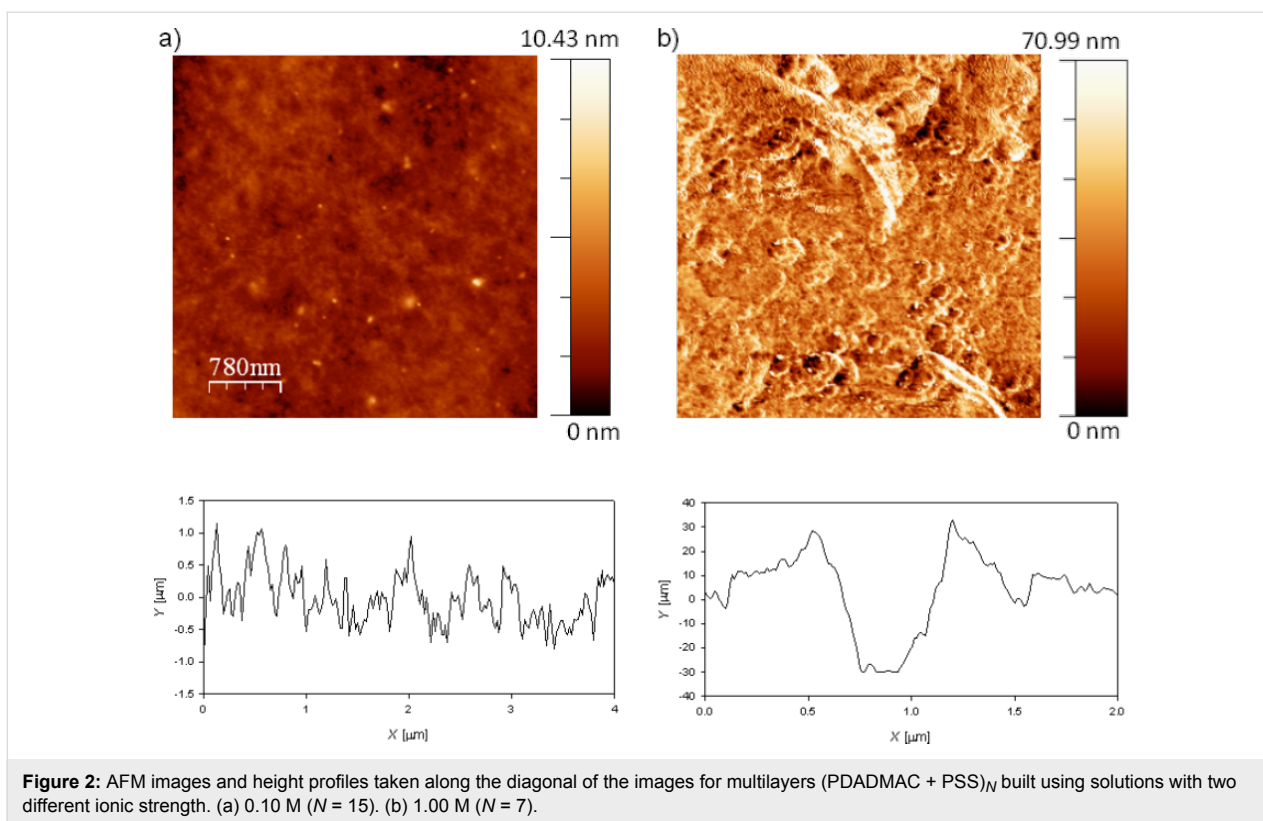 a)
10.43 nm
0 nm
780nm
b)
70.99 nm
0 nm
1.5
1.0
0.5
0.0
-0.5
-1.0
-1.5
Y [μm]
0
1
2
3
4
X [μm]
40
30
20
10
0
-10
-20
-30
-40
Y [μm]
0.0
0.5
1.0
1.5
2.0
X [μm]
Figure 2: AFM images and height profiles taken along the diagonal of the images for multilayers (PDADMAC + PSS)N built using solutions with two
different ionic strength. (a) 0.10 M (N = 15). (b) 1.00 M (N = 7).